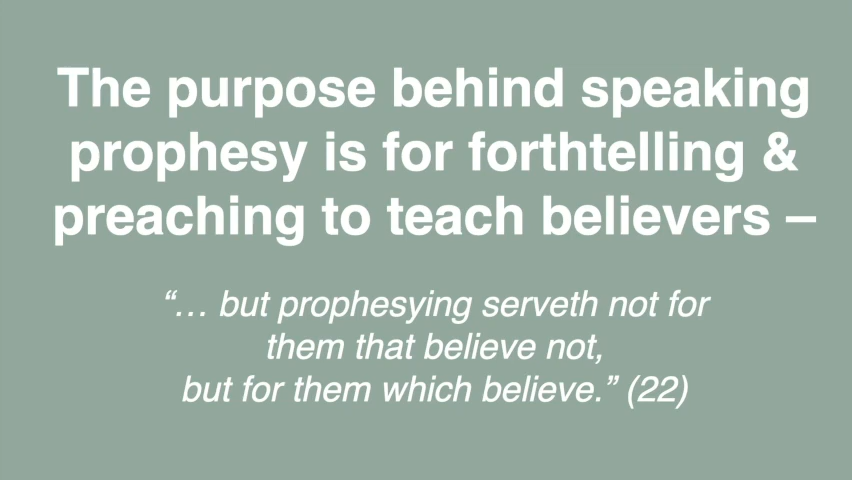 The purpose behind speaking
prophesy is for forthtelling &
preaching to teach believers –
“… but prophesying serveth not for
them that believe not,
but for them which believe.” (22)